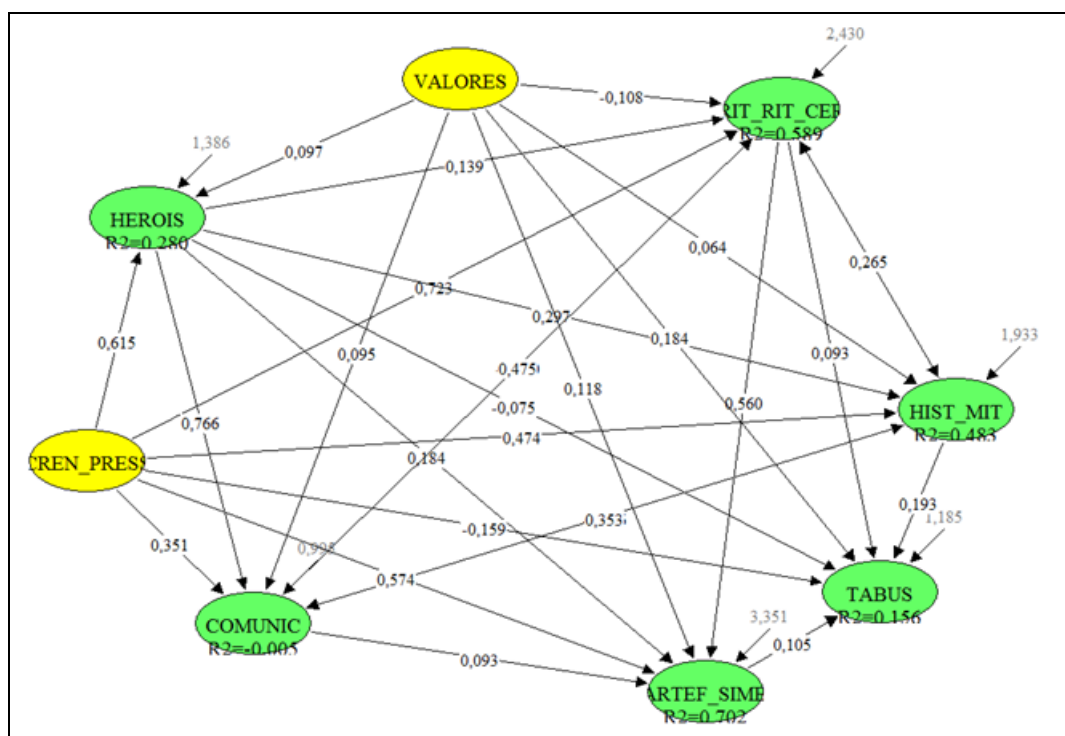 2,430
VALORES
-0,108
RIT_RIT_CER
R2=0.589
1,386
0,097
0,139
HEROIS
R2=0.280
0,064
0,265
0,723
0,297
0,615
0,184
0,093
1,933
0,095
0,118
HIST_MIT
R2=0.483
-0,075
0,560
0,766
0,474
CREN_PRESS
0,184
0,193
0,353
1,185
-0,159
0,351
0,574
TABUS
R2=0.156
COMUNIC
R2=-0.005
3,351
0,105
0,093
ARTEF_SIME
R2=0.702